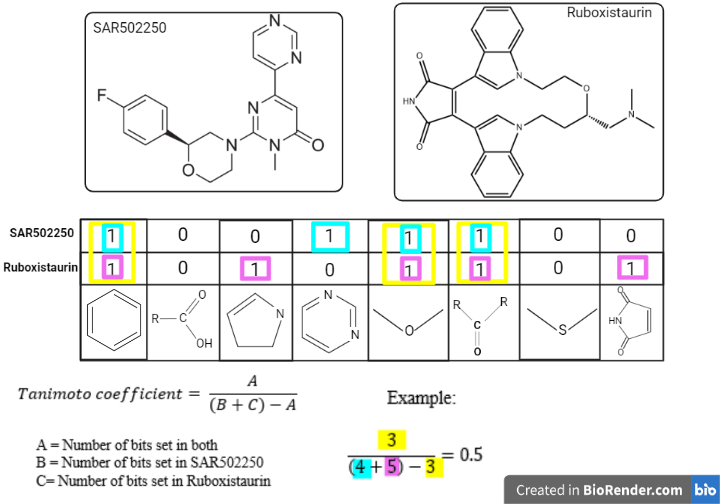 SAR502250
Ruboxistaurin
N
N
F
N
N
N
O
O
N
O
HN
O
N
N
O
N
SAR502250 1 0 0 1 1 1 0 0
Ruboxistaurin 1 0 1 0 1 1 0 1
R C O OH
N
N N
O
R R C O
S
O HN O
Tanimoto coefficient = A / (B + C) − A
Example:
3 / (4 + 5) − 3 = 0.5
A = Number of bits set in both
B = Number of bits set in SAR502250
C= Number of bits set in Ruboxistaurin
Created in BioRender.com bio